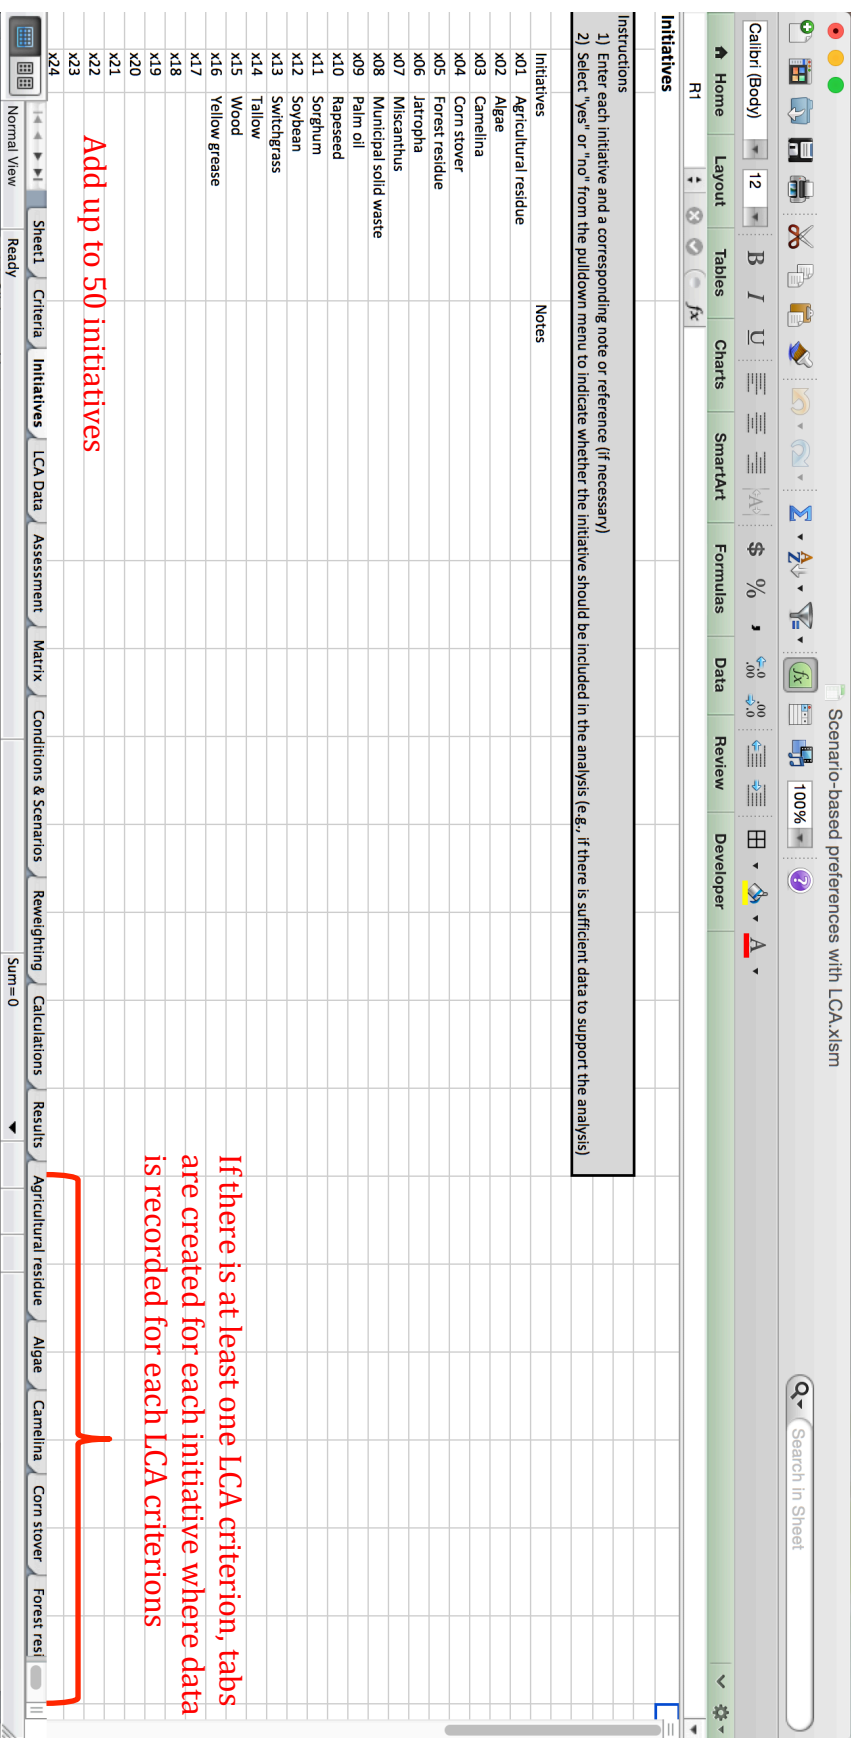 Scenario-based preferences with LCA.xlsm
100%
Search in Sheet
Calibri (Body) 12 B I U $ %
Home Layout Tables Charts SmartArt Formulas Data Review Developer
R1 fx
Initiatives
Instructions
1) Enter each initiative and a corresponding note or reference (if necessary)
2) Select "yes" or "no" from the pulldown menu to indicate whether the initiative should be included in the analysis (e.g., if there is sufficient data to support the analysis)
Initiatives Notes
x01 Agricultural residue
x02 Algae
x03 Camelina
x04 Corn stover
x05 Forest residue
x06 Jatropha
x07 Miscanthus
x08 Municipal solid waste
x09 Palm oil
x10 Rapeseed
x11 Sorghum
x12 Soybean
x13 Switchgrass
x14 Tallow
x15 Wood
x16 Yellow grease
x17
x18
x19
x20
x21
x22
x23
x24
If there is at least one LCA criterion, tabs
are created for each initiative where data
is recorded for each LCA criterions
Add up to 50 initiatives
Sheet1 Criteria Initiatives LCA Data Assessment Matrix Conditions & Scenarios Reweighting Calculations Results Agricultural residue Algae Camelina Corn stover Forest resi
Normal View Ready Sum=0